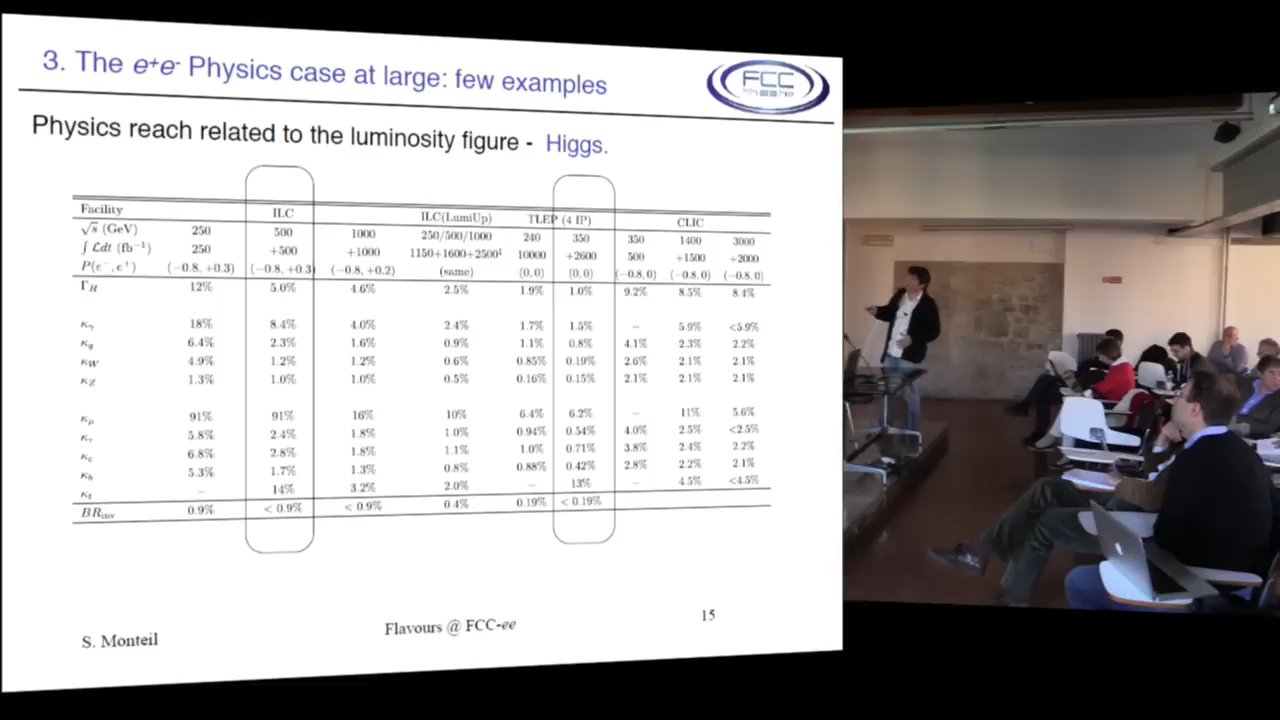 3. The e⁺e⁻ Physics case at large: few examples
FCC
Physics reach related to the luminosity figure - Higgs.
Facility ILC ILC(LumiUp) TLEP (4 IP) CLIC
√s (GeV) 250 500 1000 250/500/1000 240 350 350 1400 3000
∫ Ldt (fb⁻¹) 250 +500 +1000 1150+1600+2500‡ 10000 +2600 500 +1500 +2000
P(e⁻, e⁺) (−0.8, +0.3) (−0.8, +0.3) (−0.8, +0.2) (same) (0, 0) (0, 0) (−0.8, 0) (−0.8, 0) (−0.8, 0)
Γ_H 12% 5.0% 4.6% 2.5% 1.9% 1.0% 9.2% 8.5% 8.4%
κ_γ 18% 8.4% 4.0% 2.4% 1.7% 1.5% − 5.9% <5.9%
κ_g 6.4% 2.3% 1.6% 0.9% 1.1% 0.8% 4.1% 2.3% 2.2%
κ_W 4.9% 1.2% 1.2% 0.6% 0.85% 0.19% 2.6% 2.1% 2.1%
κ_Z 1.3% 1.0% 1.0% 0.5% 0.16% 0.15% 2.1% 2.1% 2.1%
κ_μ 91% 91% 16% 10% 6.4% 6.2% − 11% 5.6%
κ_τ 5.8% 2.4% 1.8% 1.0% 0.94% 0.54% 4.0% 2.5% <2.5%
κ_c 6.8% 2.8% 1.8% 1.1% 1.0% 0.71% 3.8% 2.4% 2.2%
κ_b 5.3% 1.7% 1.3% 0.8% 0.88% 0.42% 2.8% 2.2% 2.1%
κ_t − 14% 3.2% 2.0% − 13% − 4.5% <4.5%
BR_inv 0.9% < 0.9% < 0.9% 0.4% 0.19% < 0.19%
S. Monteil
Flavours @ FCC-ee
15